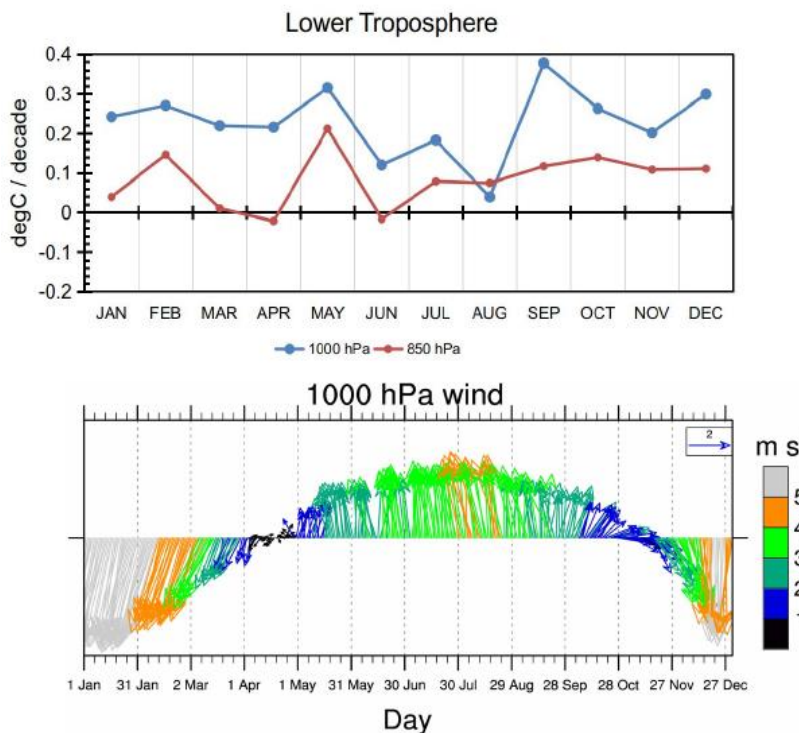 Lower Troposphere
0.4
0.3
0.2
0.1
0
-0.1
-0.2
degC / decade
JAN FEB MAR APR MAY JUN JUL AUG SEP OCT NOV DEC
1000 hPa 850 hPa
1000 hPa wind
2
m s
5
4
3
2
1 Jan 31 Jan 2 Mar 1 Apr 1 May 31 May 30 Jun 30 Jul 29 Aug 28 Sep 28 Oct 27 Nov 27 Dec
Day